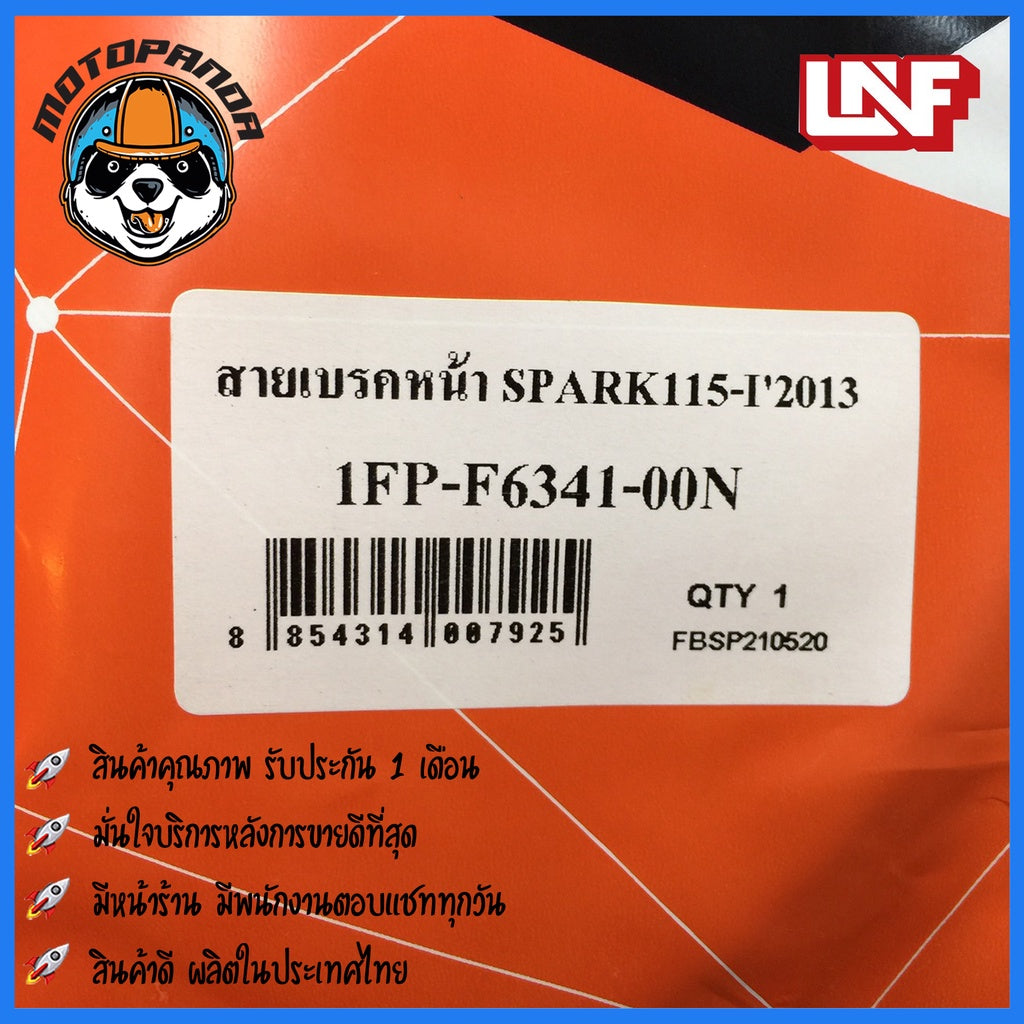 MOTOPANDA
LNF
สายเบรคหน้า SPARK115-I'2013
1FP-F6341-00N
QTY 1
8 854314 007925
FBSP210520
สินค้าคุณภาพ รับประกัน 1 เดือน
มั่นใจบริการหลังการขายดีที่สุด
มีหน้าร้าน มีพนักงานตอบแชททุกวัน
สินค้าดี ผลิตในประเทศไทย